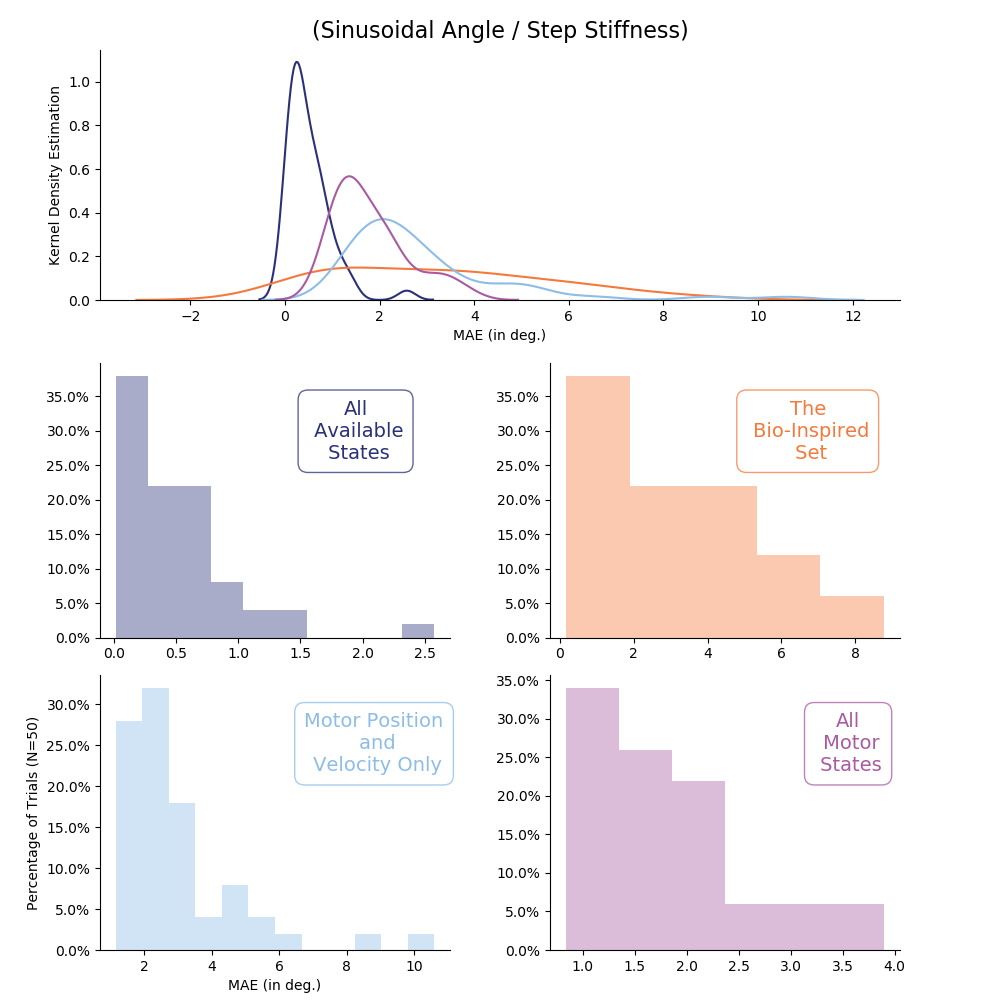 (Sinusoidal Angle / Step Stiffness)
Kernel Density Estimation
1.0
0.8
0.6
0.4
0.2
0.0
−2 0 2 4 6 8 10 12
MAE (in deg.)
35.0%
30.0%
25.0%
20.0%
15.0%
10.0%
5.0%
0.0%
All
Available
States
0.0 0.5 1.0 1.5 2.0 2.5
35.0%
30.0%
25.0%
20.0%
15.0%
10.0%
5.0%
0.0%
The
Bio-Inspired
Set
0 2 4 6 8
Percentage of Trials (N=50)
30.0%
25.0%
20.0%
15.0%
10.0%
5.0%
0.0%
Motor Position
and
Velocity Only
2 4 6 8 10
MAE (in deg.)
35.0%
30.0%
25.0%
20.0%
15.0%
10.0%
5.0%
0.0%
All
Motor
States
1.0 1.5 2.0 2.5 3.0 3.5 4.0